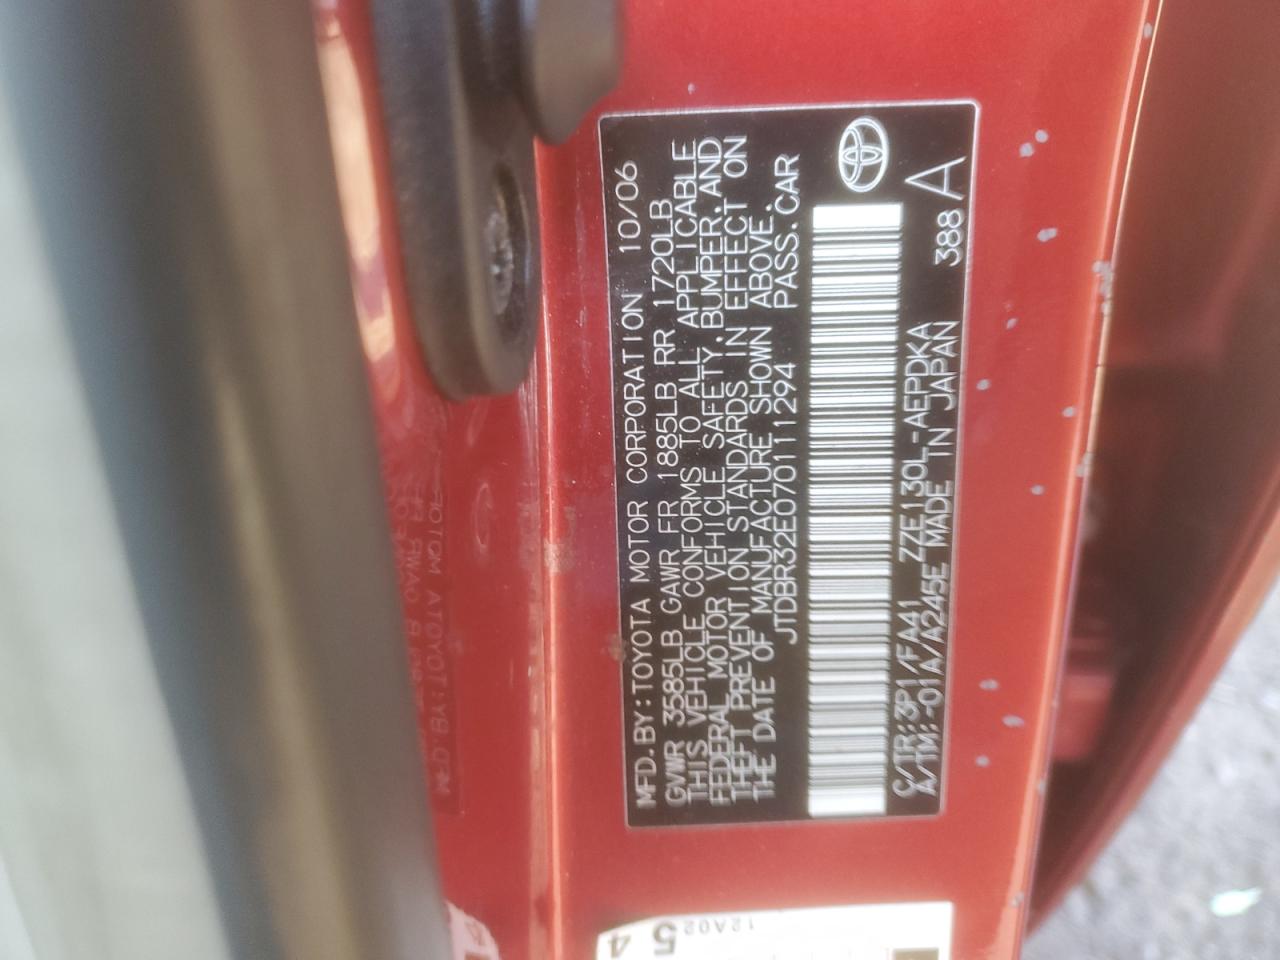 MFD.BY:TOYOTA MOTOR CORPORATION 10/06
GVWR 3585LB GAWR FR 1885LB RR 1720LB
THIS VEHICLE CONFORMS TO ALL APPLICABLE
FEDERAL MOTOR VEHICLE SAFETY,BUMPER,AND
THEFT PREVENTION STANDARDS IN EFFECT ON
THE DATE OF MANUFACTURE SHOWN ABOVE.
JTDBR32E070111294 PASS.CAR
C/TR:3P1/FA41 ZZE130L-AEPDKA 388 A
A/TM:-01A/A245E MADE IN JAPAN
12A02
5 4